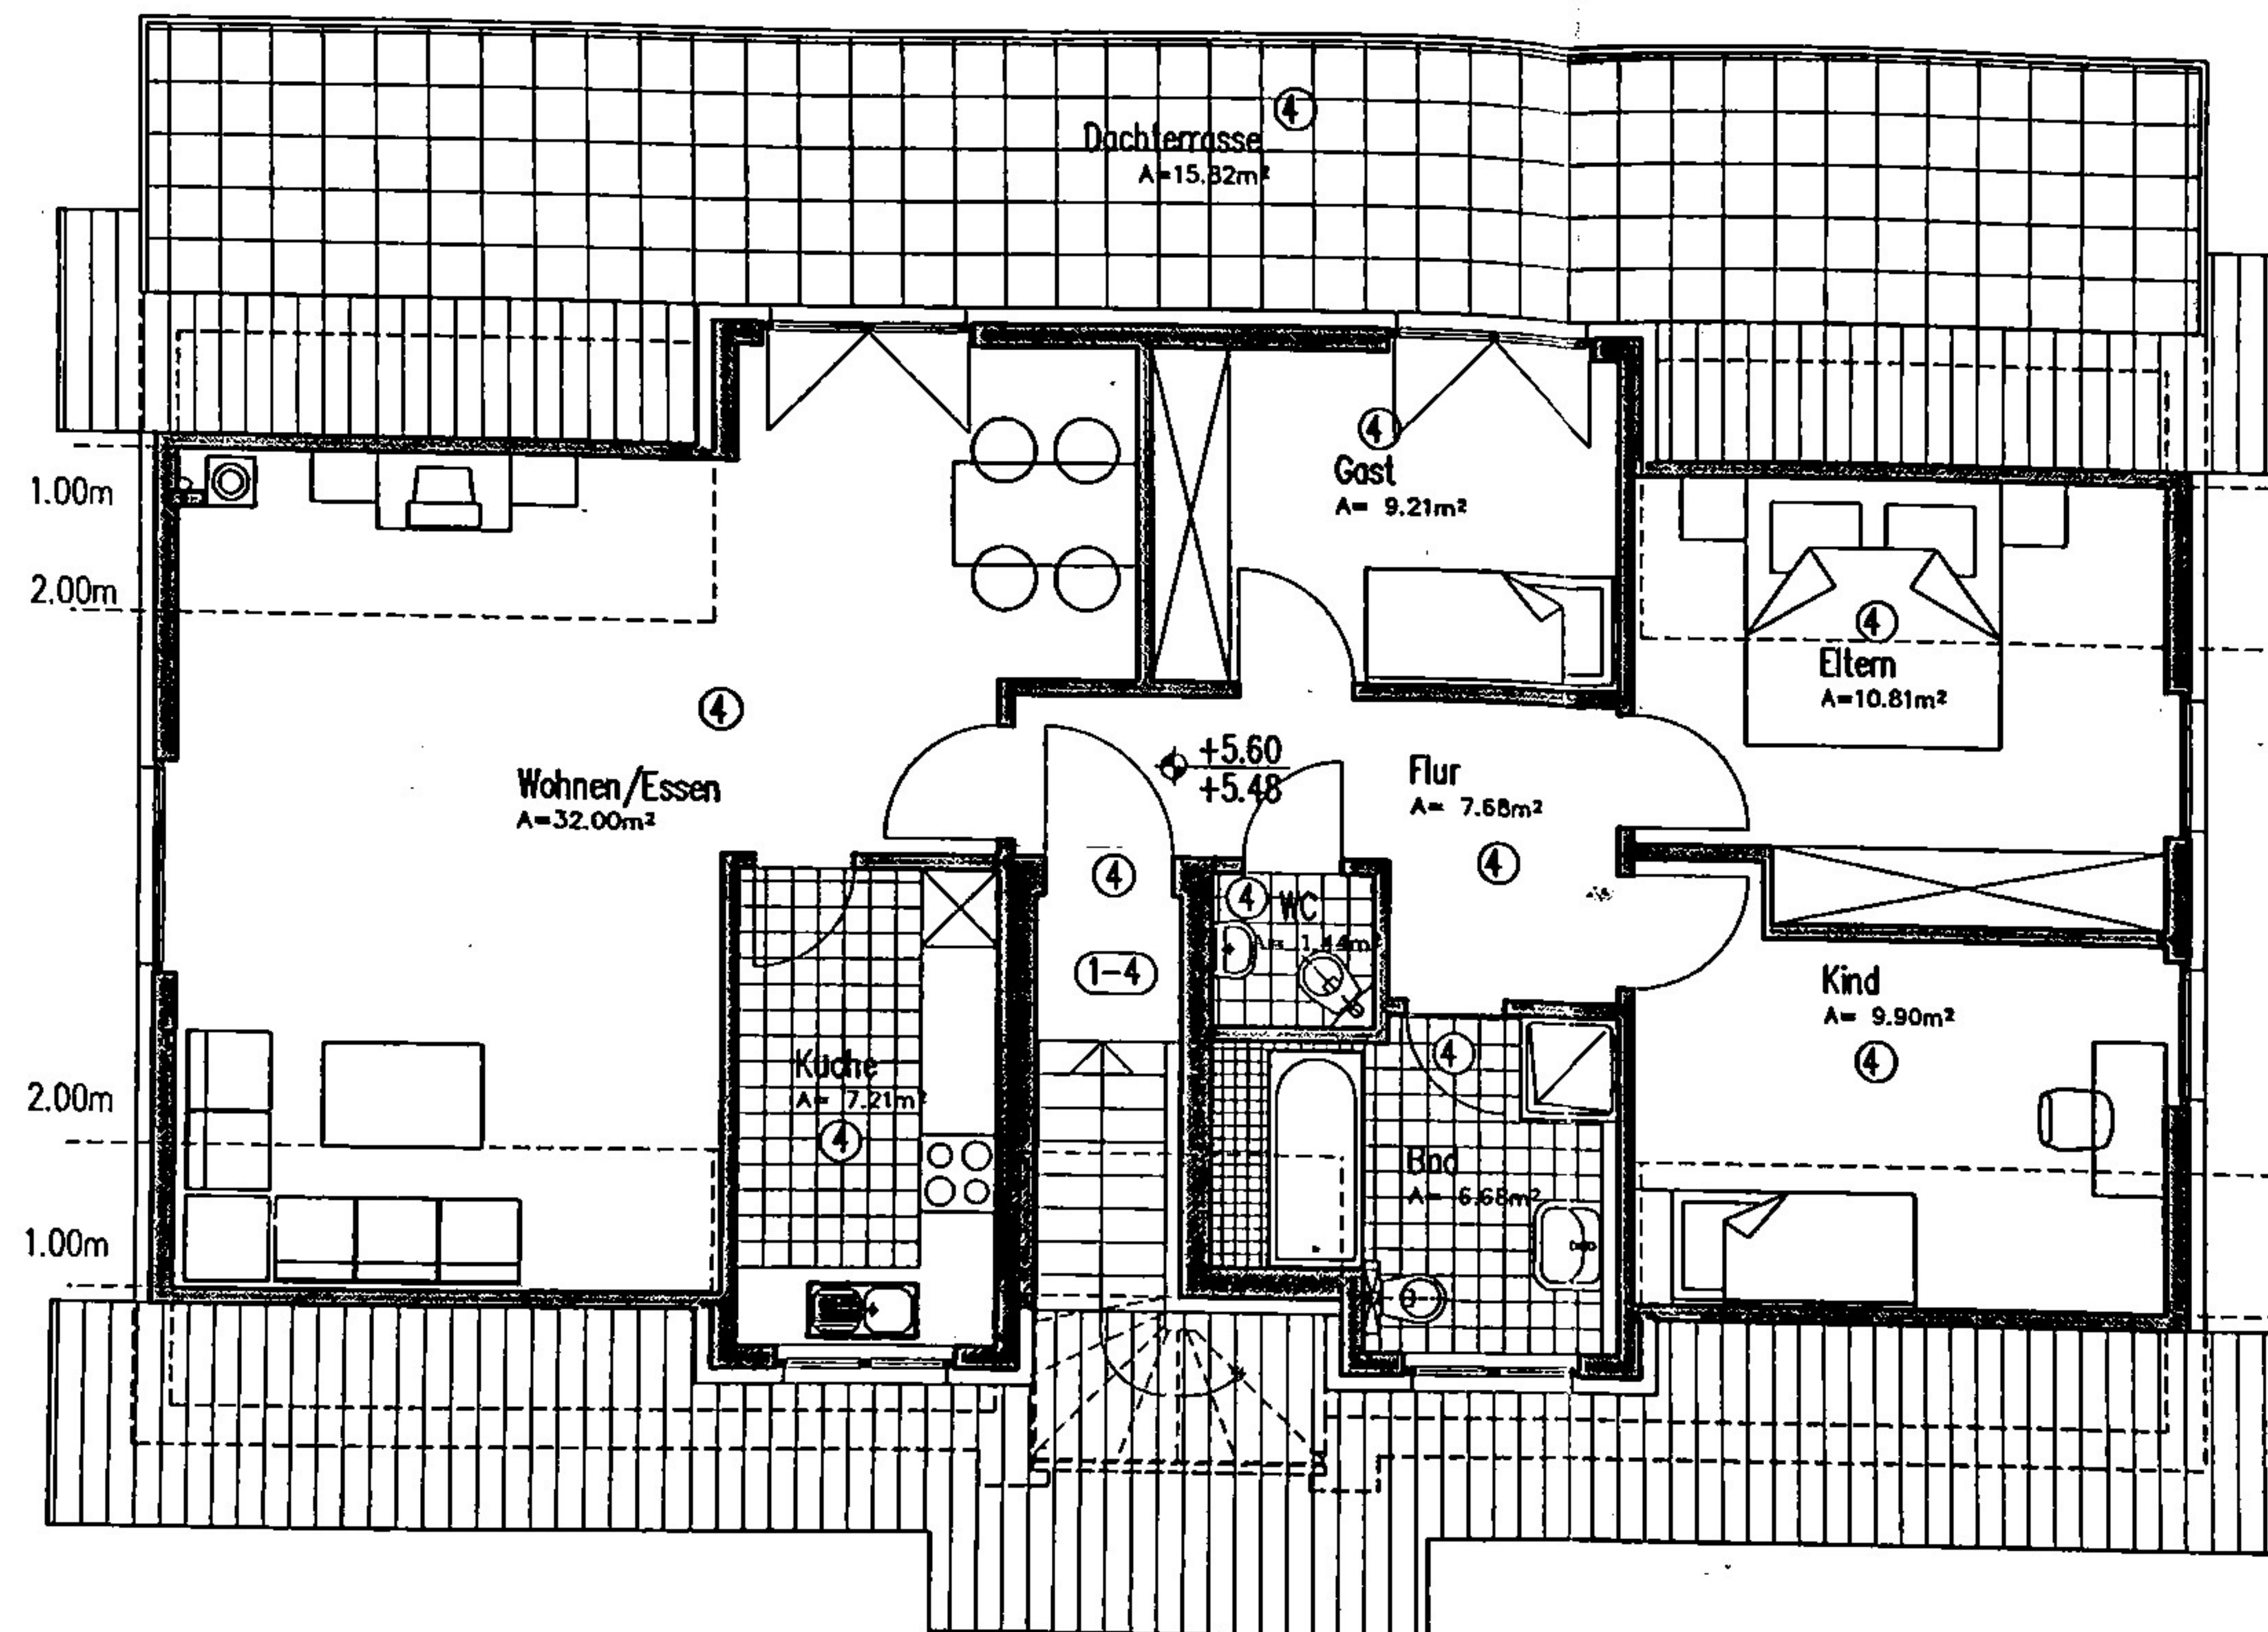 4
Dachterrasse
A=15.82m²
4
Gast
A= 9.21m²
1.00m
2.00m
4
Eltern
A=10.81m²
4
Wohnen/Essen
A=32.00m²
+5.60
+5.48
Flur
A= 7.68m²
4
4
1-4
4 WC
A= 1.44m²
Kind
A= 9.90m²
4
Küche
A= 7.21m²
4
4
Bad
A= 6.68m²
2.00m
1.00m